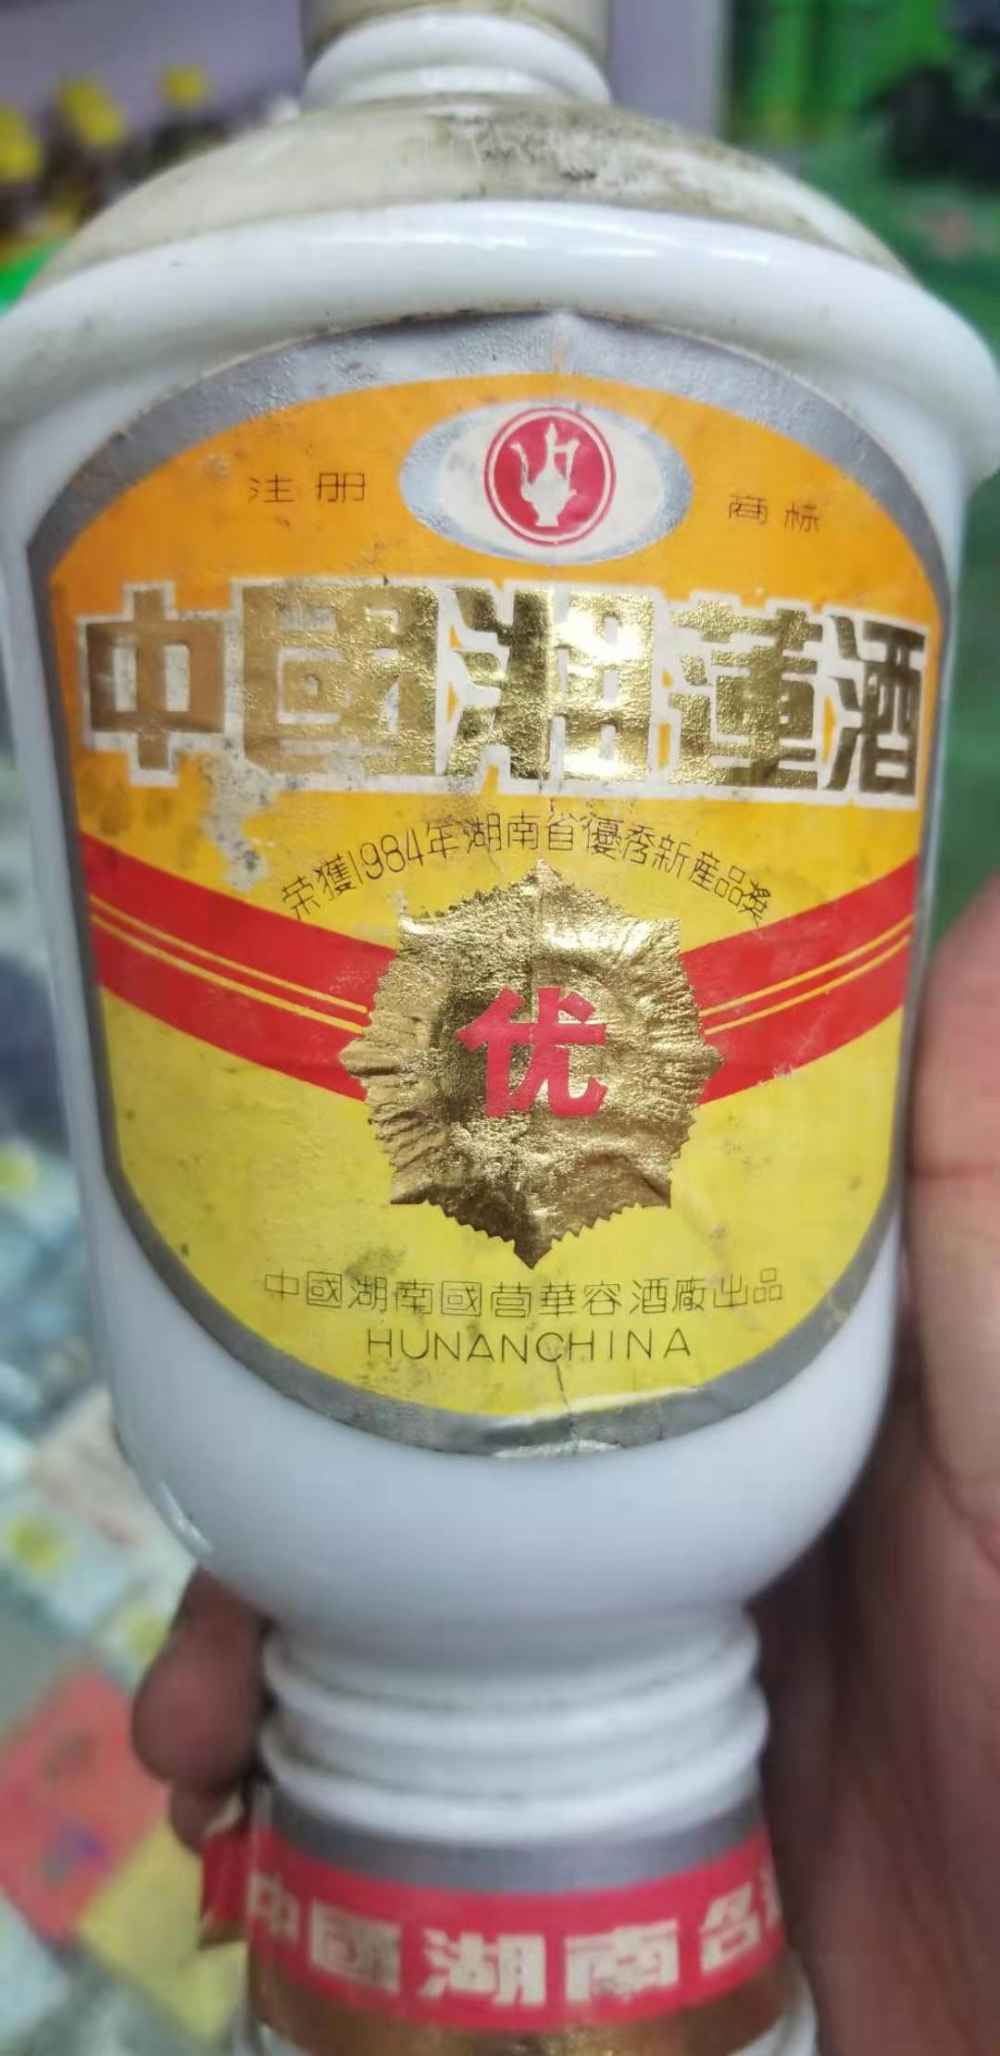 注册 商标
中國湘蓮酒
荣獲1984年湖南省優秀新產品獎
优
中國湖南國营華容酒廠出品
HUNANCHINA
中國湖南名